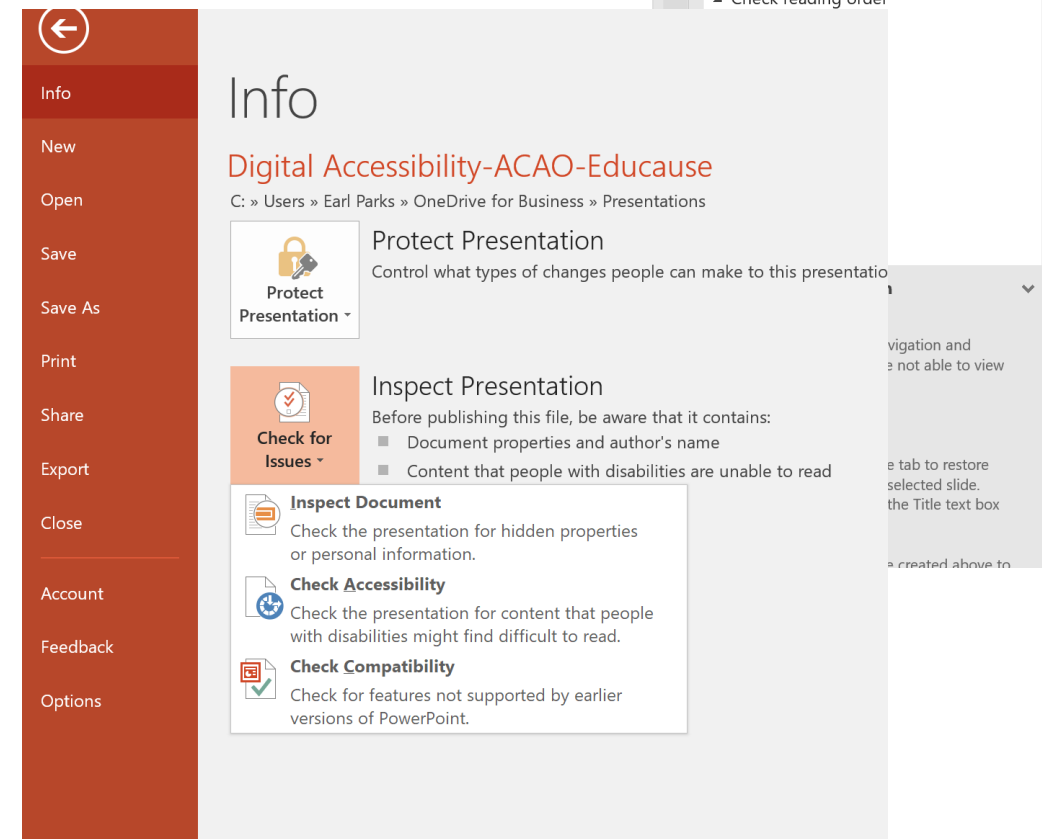 Check reading order
Info
New
Open
Save
Save As
Print
Share
Export
Close
Account
Feedback
Options
Info
Digital Accessibility-ACAO-Educause
C: » Users » Earl Parks » OneDrive for Business » Presentations
Protect
Presentation
Protect Presentation
Control what types of changes people can make to this presentatio
Check for
Issues
Inspect Presentation
Before publishing this file, be aware that it contains:
Document properties and author's name
Content that people with disabilities are unable to read
Inspect Document
Check the presentation for hidden properties
or personal information.
Check Accessibility
Check the presentation for content that people
with disabilities might find difficult to read.
Check Compatibility
Check for features not supported by earlier
versions of PowerPoint.
vigation and
not able to view
tab to restore
selected slide.
the Title text box
created above to